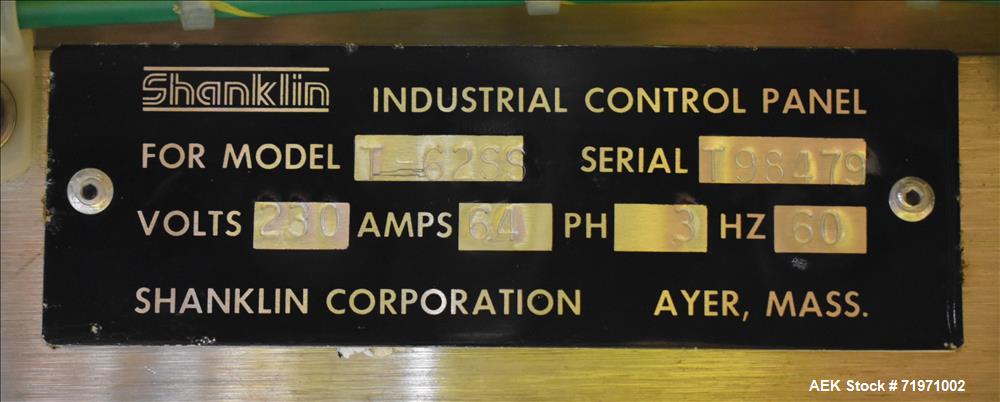 Shanklin INDUSTRIAL CONTROL PANEL
FOR MODEL T-62SS SERIAL T98479
VOLTS 230 AMPS 64 PH 3 HZ 60
SHANKLIN CORPORATION AYER, MASS.
AEK Stock # 71971002